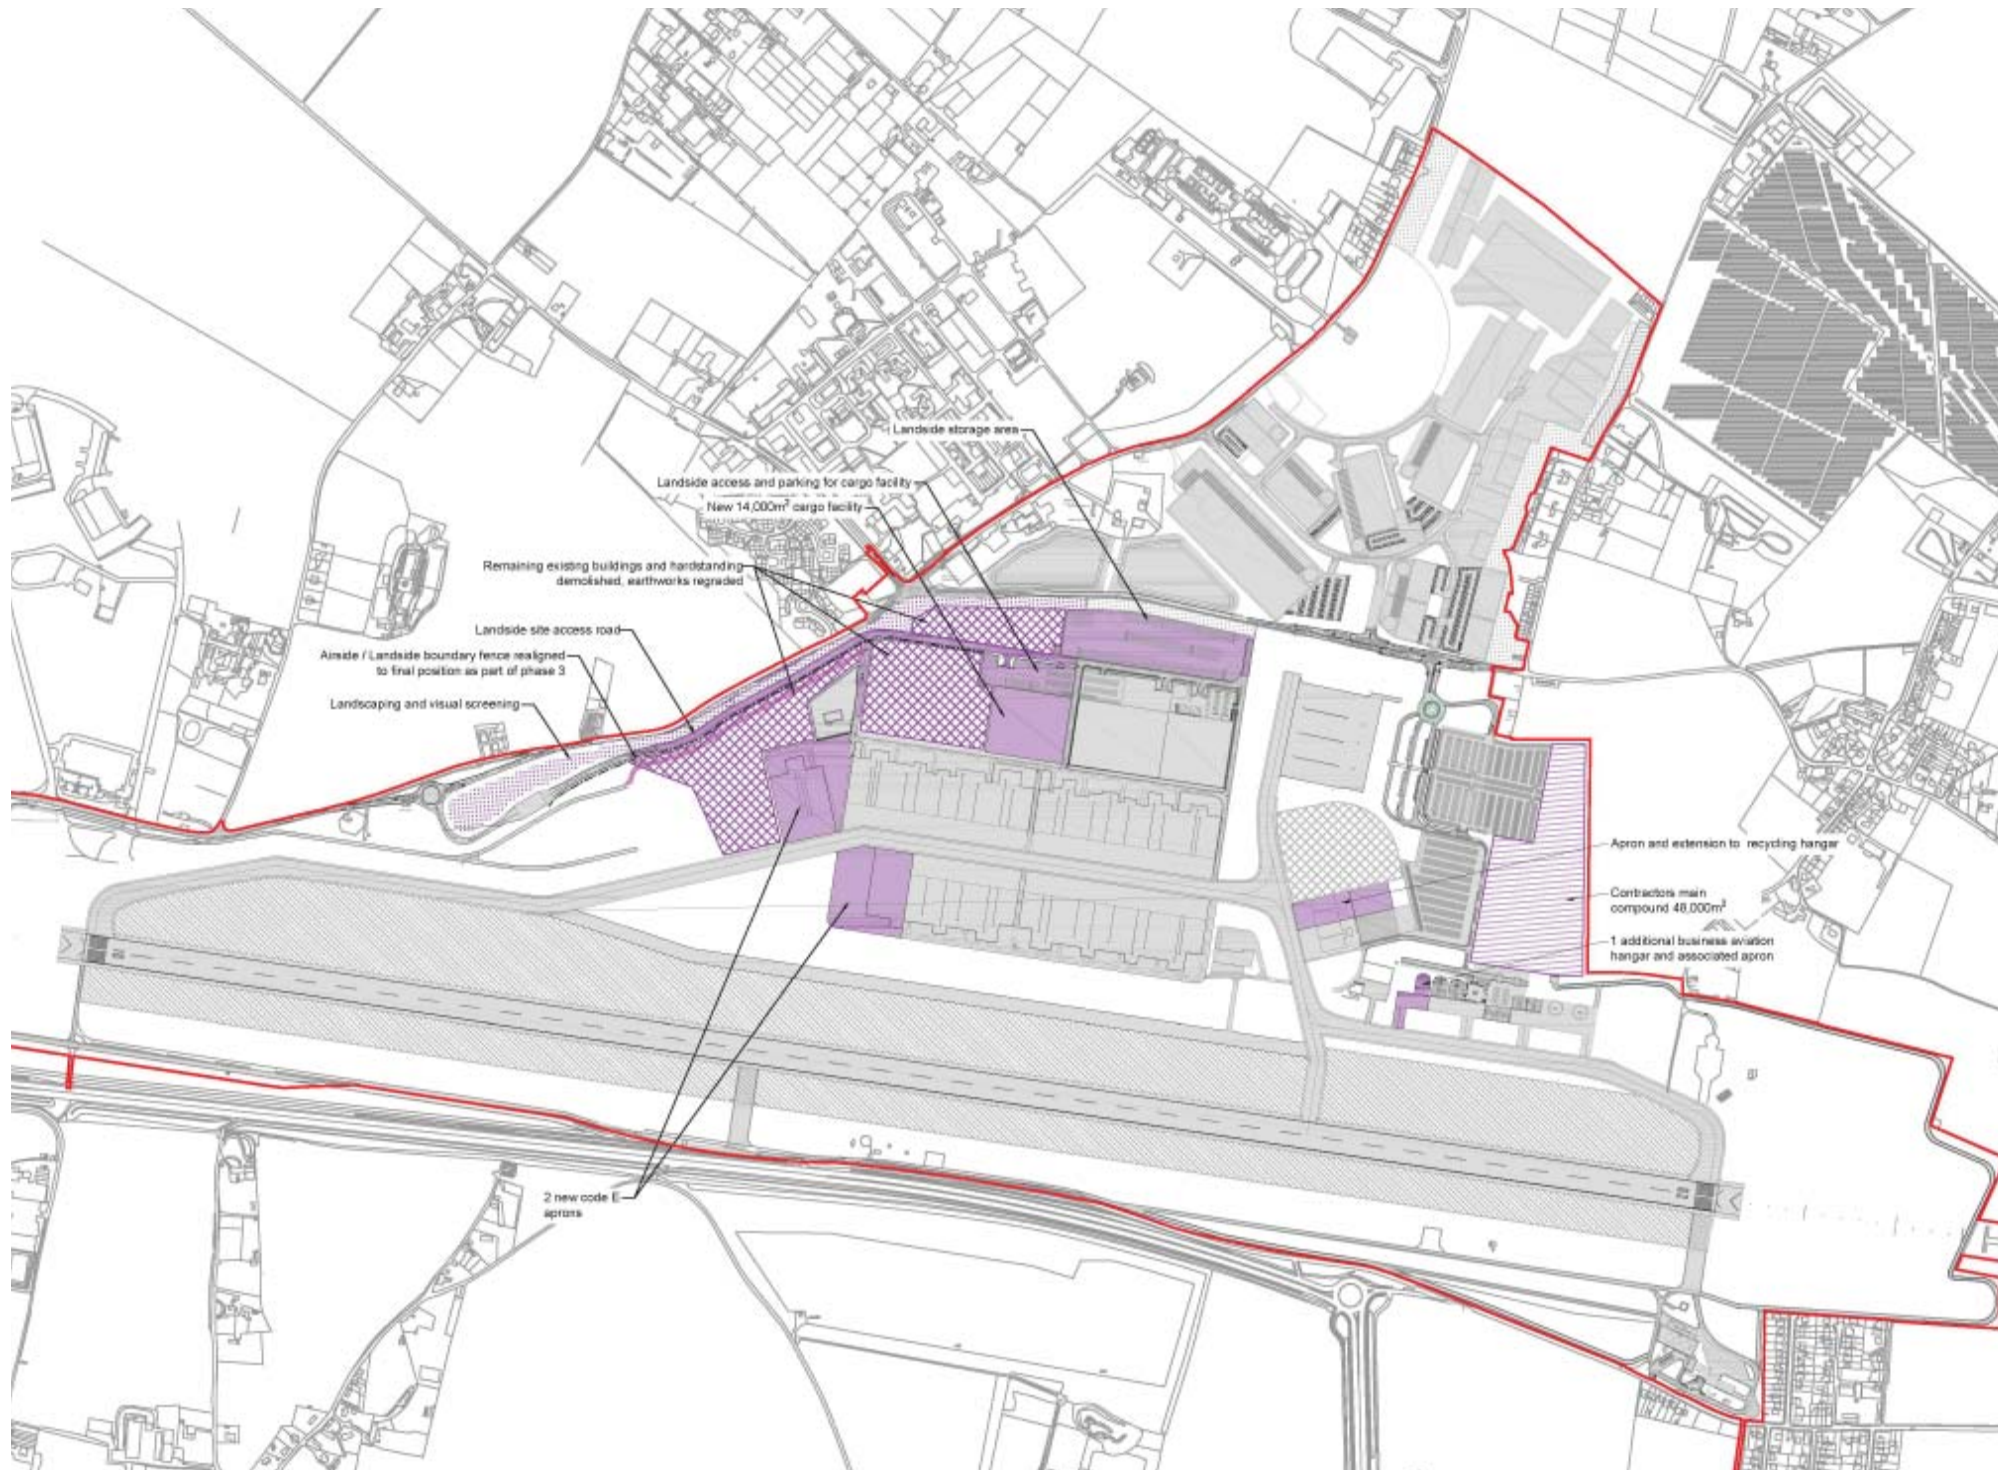 Landside storage area
Landside access and parking for cargo facility
New 14,000m² cargo facility
Remaining existing buildings and hardstanding
demolished, earthworks regraded
Landside site access road
Airside / Landside boundary fence realigned
to final position as part of phase 3
Landscaping and visual screening
Apron and extension to recycling hangar
Contractors main
compound 48,000m²
1 additional business aviation
hangar and associated apron
2 new code E
aprons